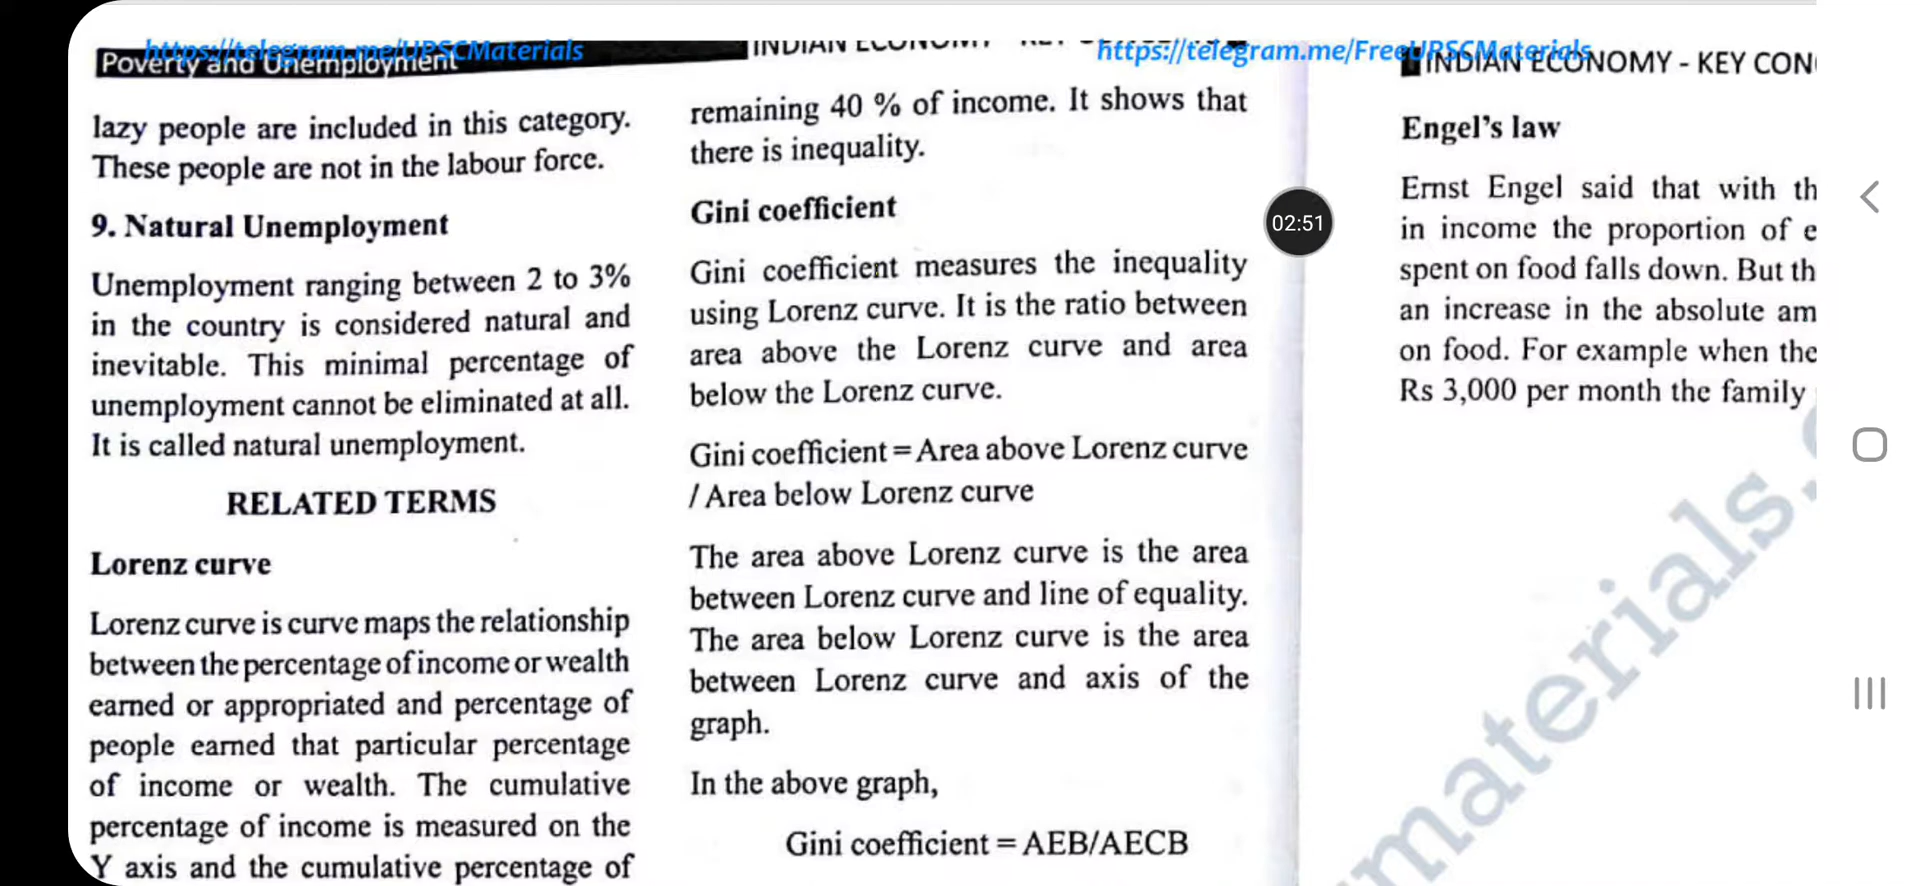 https://telegram.me/UPSCMaterials
https://telegram.me/FreeUPSCMaterials
Poverty and Unemployment
lazy people are included in this category.
These people are not in the labour force.
9. Natural Unemployment
Unemployment ranging between 2 to 3%
in the country is considered natural and
inevitable. This minimal percentage of
unemployment cannot be eliminated at all.
It is called natural unemployment.
RELATED TERMS
Lorenz curve
Lorenz curve is curve maps the relationship
between the percentage of income or wealth
earned or appropriated and percentage of
people earned that particular percentage
of income or wealth. The cumulative
percentage of income is measured on the
Y axis and the cumulative percentage of
INDIAN ECONOMY -
remaining 40 % of income. It shows that
there is inequality.
Gini coefficient
Gini coefficient measures the inequality
using Lorenz curve. It is the ratio between
area above the Lorenz curve and area
below the Lorenz curve.
Gini coefficient = Area above Lorenz curve
/ Area below Lorenz curve
The area above Lorenz curve is the area
between Lorenz curve and line of equality.
The area below Lorenz curve is the area
between Lorenz curve and axis of the
graph.
In the above graph,
Gini coefficient = AEB/AECB
02:51
INDIAN ECONOMY - KEY CON
Engel's law
Ernst Engel said that with th
in income the proportion of e
spent on food falls down. But th
an increase in the absolute am
on food. For example when the
Rs 3,000 per month the family
materials.